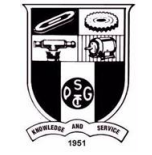 KNOWLEDGE AND SERVICE
1951